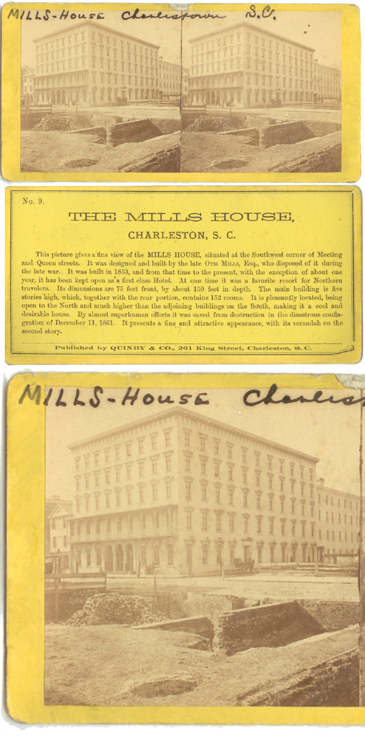 MILLS-HOUSE Charlestown S.C.
No. 9.
THE MILLS HOUSE,
CHARLESTON, S. C.
This picture gives a fine view of the MILLS HOUSE, situated at the Southwest corner of Meeting
and Queen streets. It was designed and built by the late Otis Mills, Esq., who disposed of it during
the late war. It was built in 1853, and from that time to the present, with the exception of about one
year, it has been kept open as a first class Hotel. At one time it was a favorite resort for Northern
travelers. Its dimensions are 75 feet front, by about 150 feet in depth. The main building is five
stories high, which, together with the rear portion, contains 152 rooms. It is pleasantly located, being
open to the North and much higher than the adjoining buildings on the South, making it a cool and
desirable house. By almost superhuman efforts it was saved from destruction in the disastrous confla-
gration of December 11, 1861. It presents a fine and attractive appearance, with its verandah on the
second story.
Published by QUINBY & CO., 261 King Street, Charleston, S. C.
MILLS-HOUSE Charles